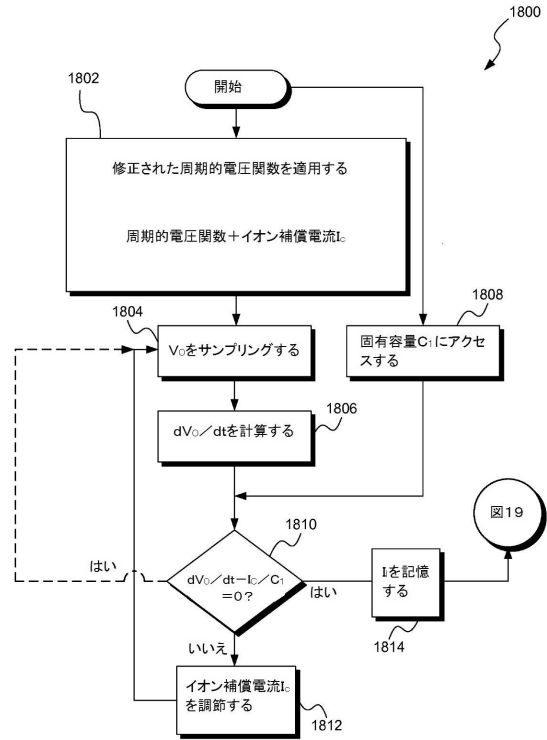 1800
1802
開始
修正された周期的電圧関数を適用する
周期的電圧関数＋イオン補償電流IC
1804
VOをサンプリングする
1808
固有容量C1にアクセ
スする
dVO／dtを計算する
1806
1810
dVO／dt－IC／C1
＝0？
はい
はい
いいえ
IIを記憶
する
1814
図19
イオン補償電流IC
を調節する
1812